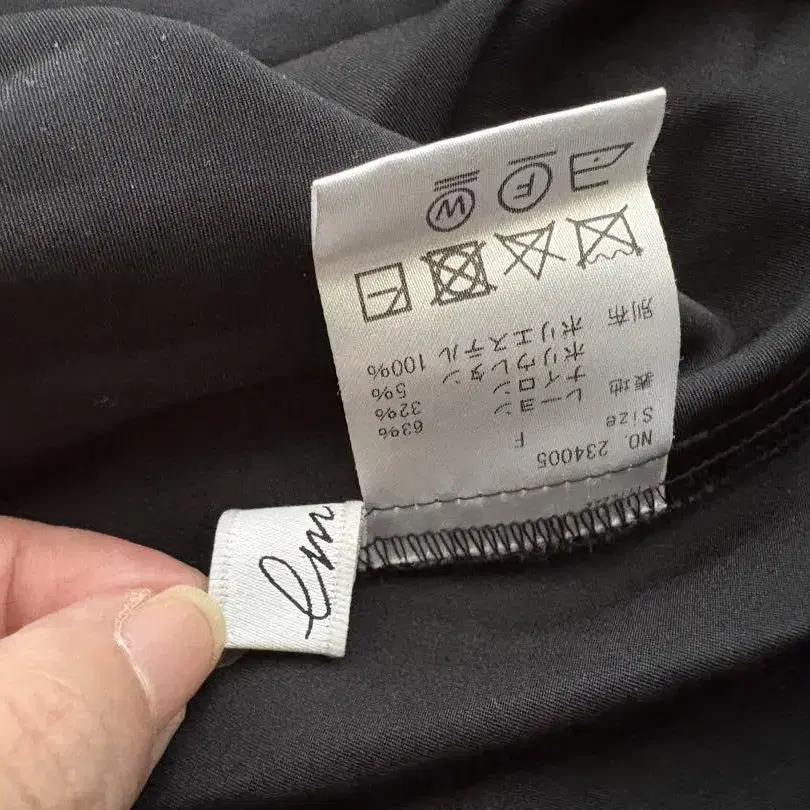 NO. 234005
Size F
表地 レーヨン 63%
ナイロン 32%
ポリウレタン 5%
別布 ポリエステル 100%
F W